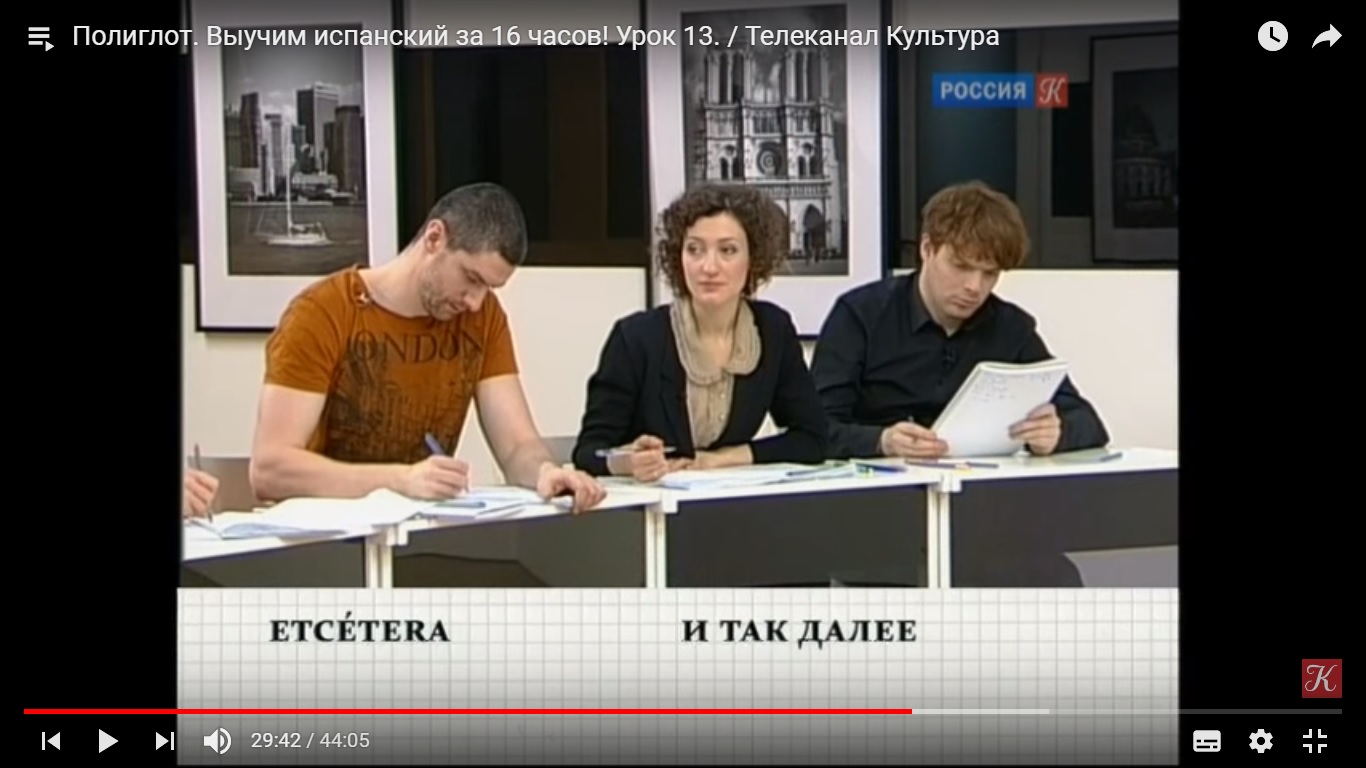 Полиглот. Выучим испанский за 16 часов! Урок 13. / Телеканал Культура
РОССИЯ К
LONDON
ETCÉTERA
И ТАК ДАЛЕЕ
K
29:42 / 44:05